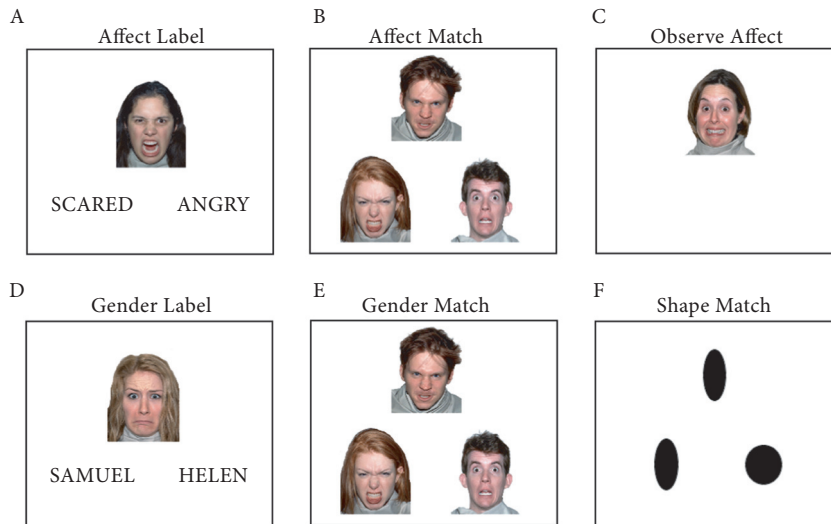 A
Affect Label
SCARED ANGRY
B
Affect Match
C
Observe Affect
D
Gender Label
SAMUEL HELEN
E
Gender Match
F
Shape Match